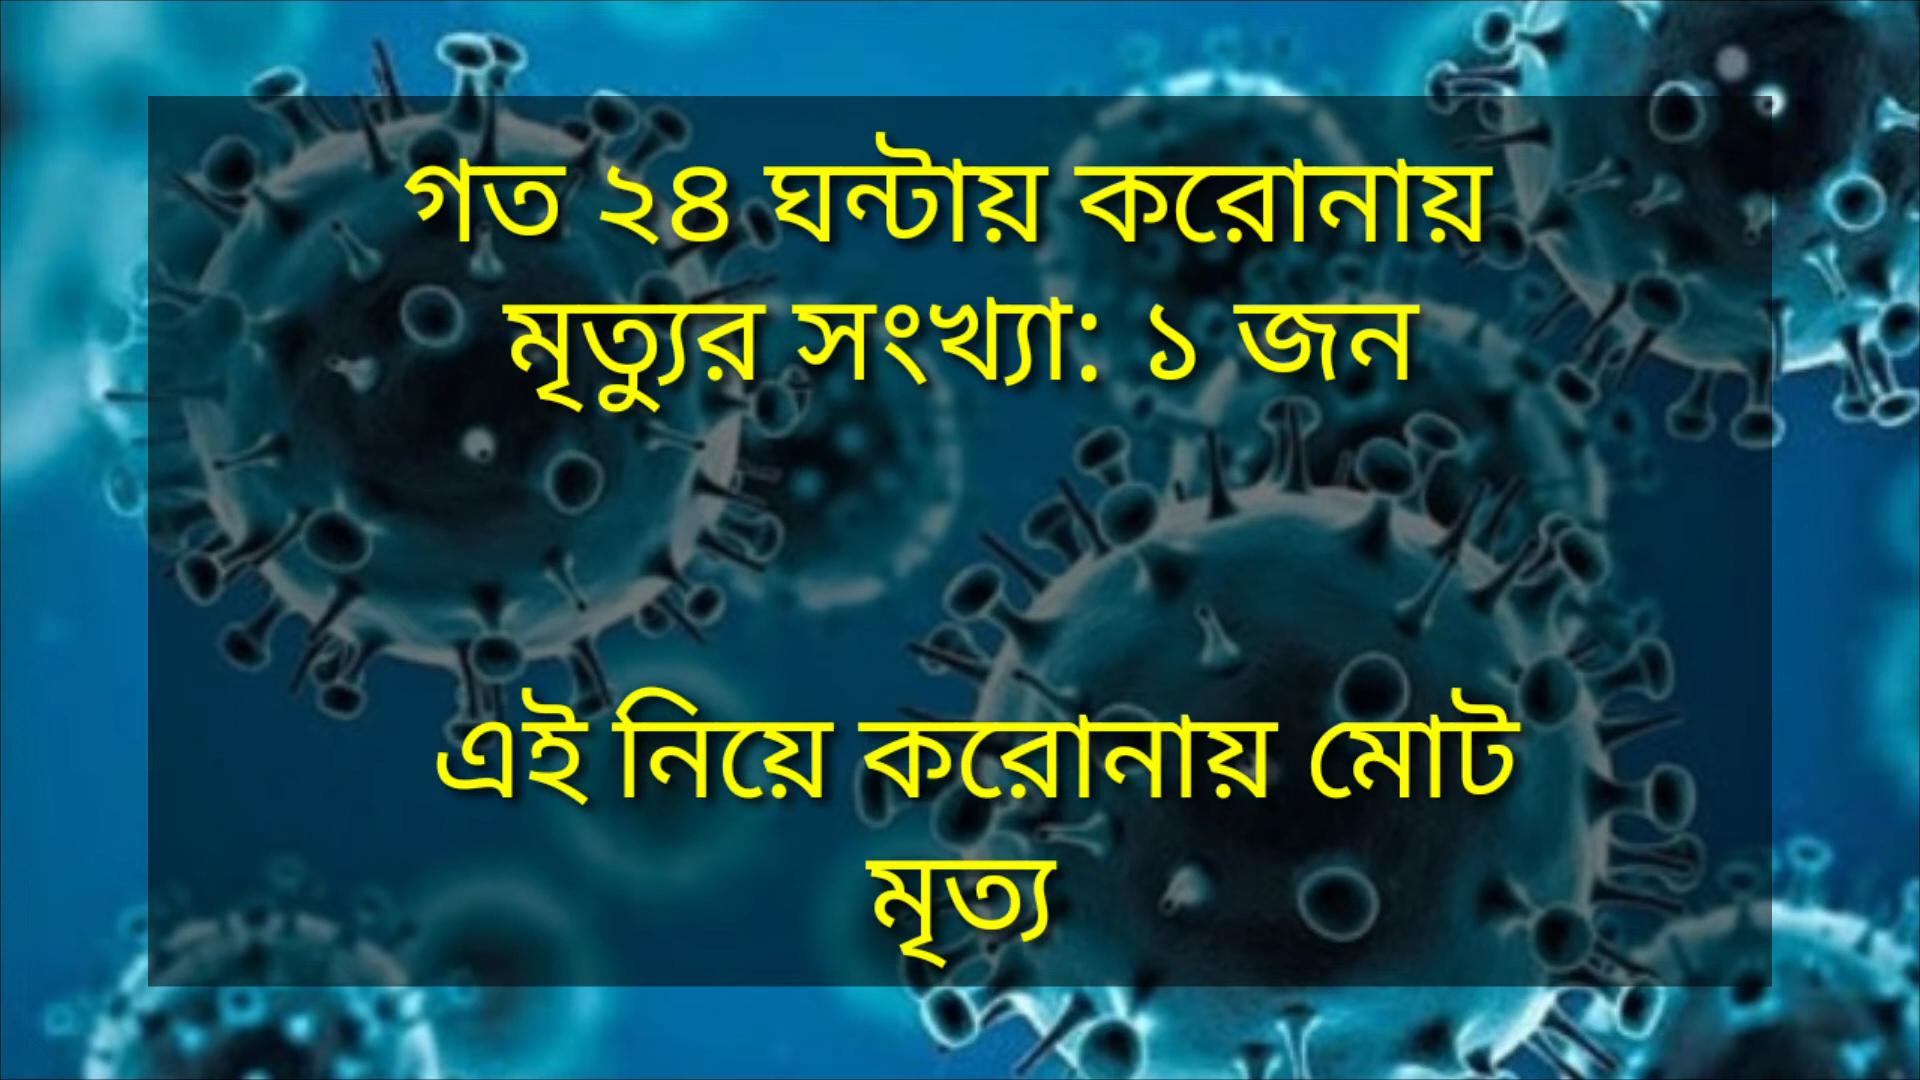 গত ২৪ ঘন্টায় করোনায়
মৃত্যুর সংখ্যা: ১ জন
এই নিয়ে করোনায় মোট
মৃত্য